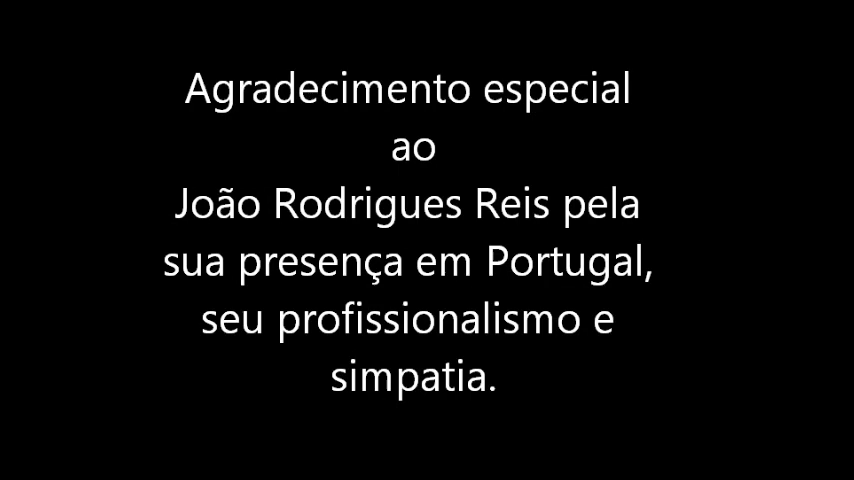 Agradecimento especial
ao
João Rodrigues Reis pela
sua presença em Portugal,
seu profissionalismo e
simpatia.